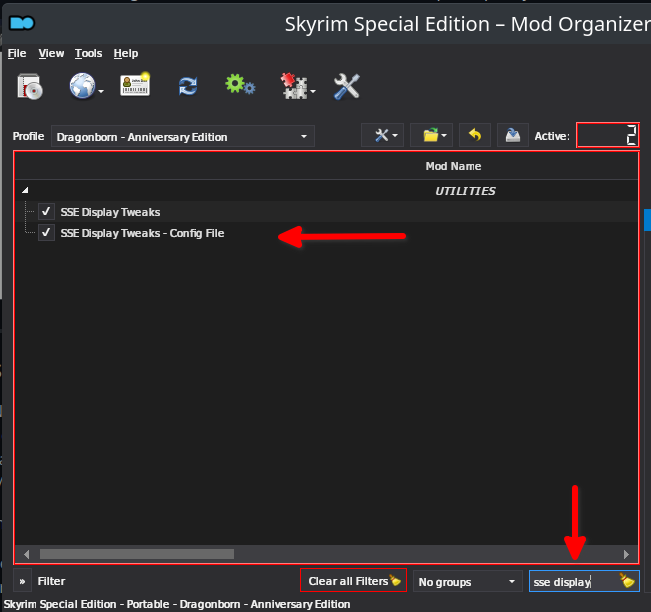 Skyrim Special Edition – Mod Organizer
File View Tools Help
Profile Dragonborn - Anniversary Edition Active: 2
Mod Name
UTILITIES
SSE Display Tweaks
SSE Display Tweaks - Config File
» Filter Clear all Filters No groups sse display
Skyrim Special Edition - Portable - Dragonborn - Anniversary Edition